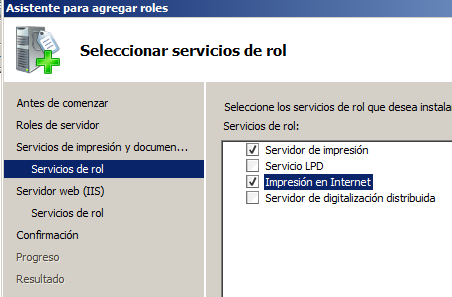 Asistente para agregar roles
Seleccionar servicios de rol
Antes de comenzar
Roles de servidor
Servicios de impresión y documen...
Servicios de rol
Servidor web (IIS)
Servicios de rol
Confirmación
Progreso
Resultado
Seleccione los servicios de rol que desea instala
Servicios de rol:
Servidor de impresión
Servicio LPD
Impresión en Internet
Servidor de digitalización distribuida